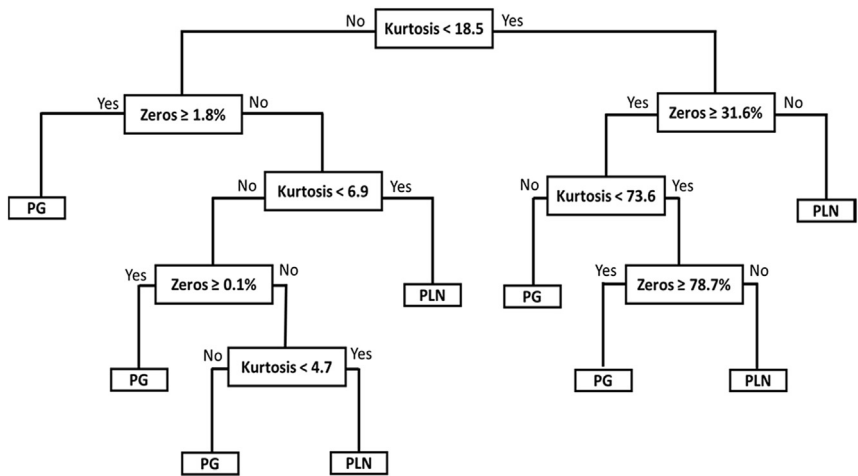 No
Kurtosis < 18.5
Yes
Yes
Zeros ≥ 1.8%
No
Yes
Zeros ≥ 31.6%
No
No
Kurtosis < 6.9
Yes
No
Kurtosis < 73.6
Yes
PG
PLN
Yes
Zeros ≥ 0.1%
No
Yes
Zeros ≥ 78.7%
No
PLN
PG
No
Kurtosis < 4.7
Yes
PG
PG
PLN
PG
PLN